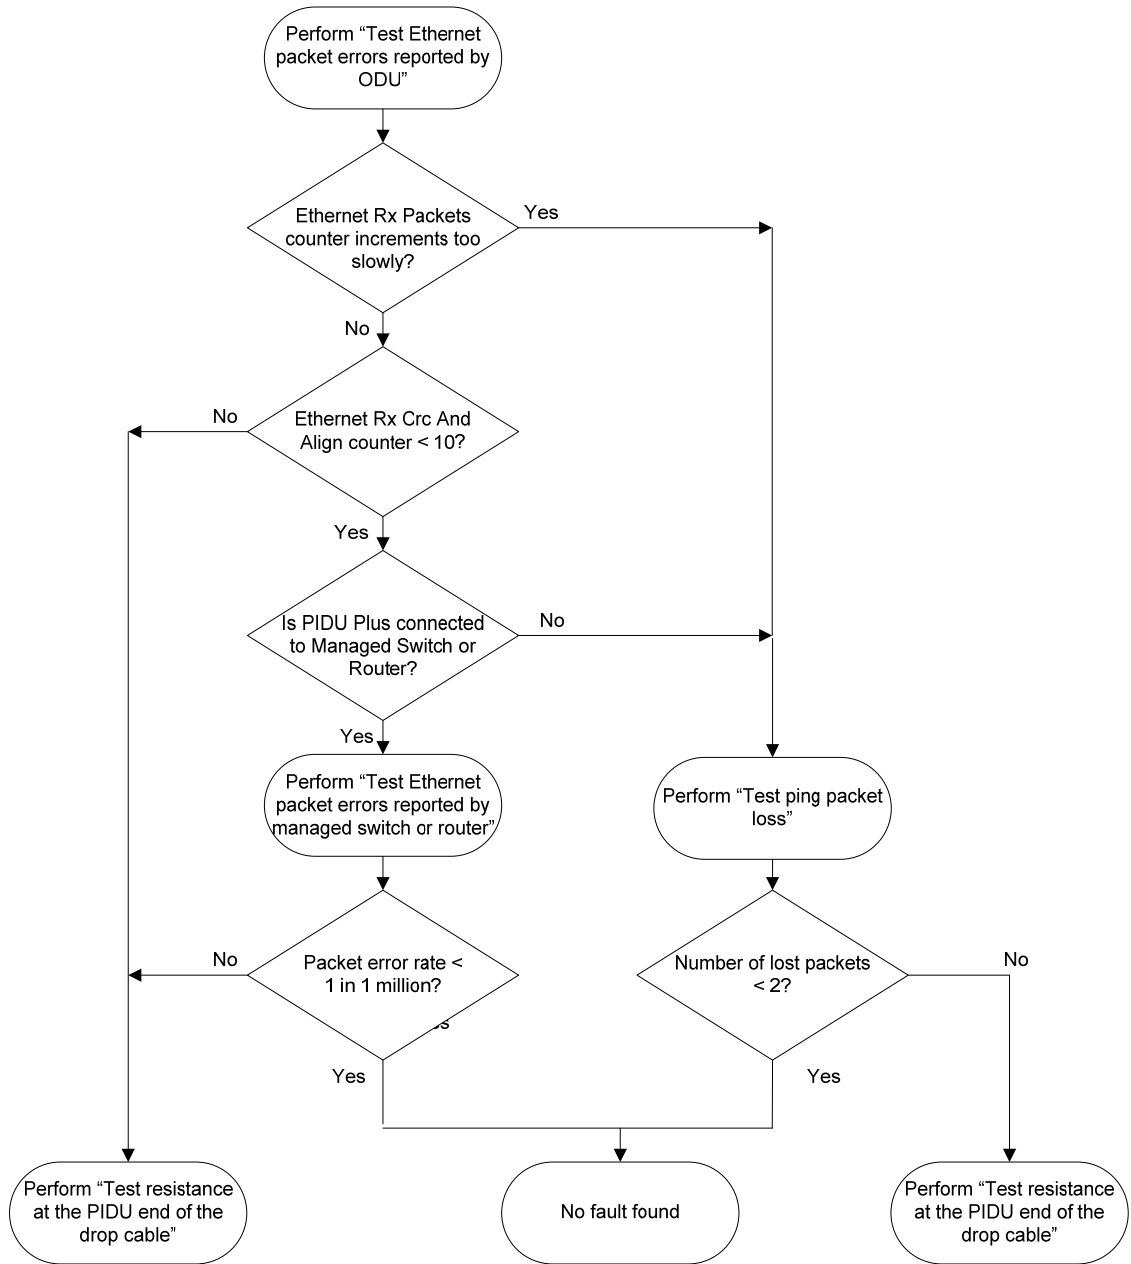 Perform “Test Ethernet
packet errors reported by
ODU”
Ethernet Rx Packets
counter increments too
slowly?
Yes
No
Ethernet Rx Crc And
Align counter < 10?
No
Yes
Is PIDU Plus connected
to Managed Switch or
Router?
No
Yes
Perform “Test Ethernet
packet errors reported by
managed switch or router”
Perform “Test ping packet
loss”
No
Packet error rate <
1 in 1 million?
Number of lost packets
< 2?
No
Yes
Yes
Perform “Test resistance
at the PIDU end of the
drop cable”
No fault found
Perform “Test resistance
at the PIDU end of the
drop cable”